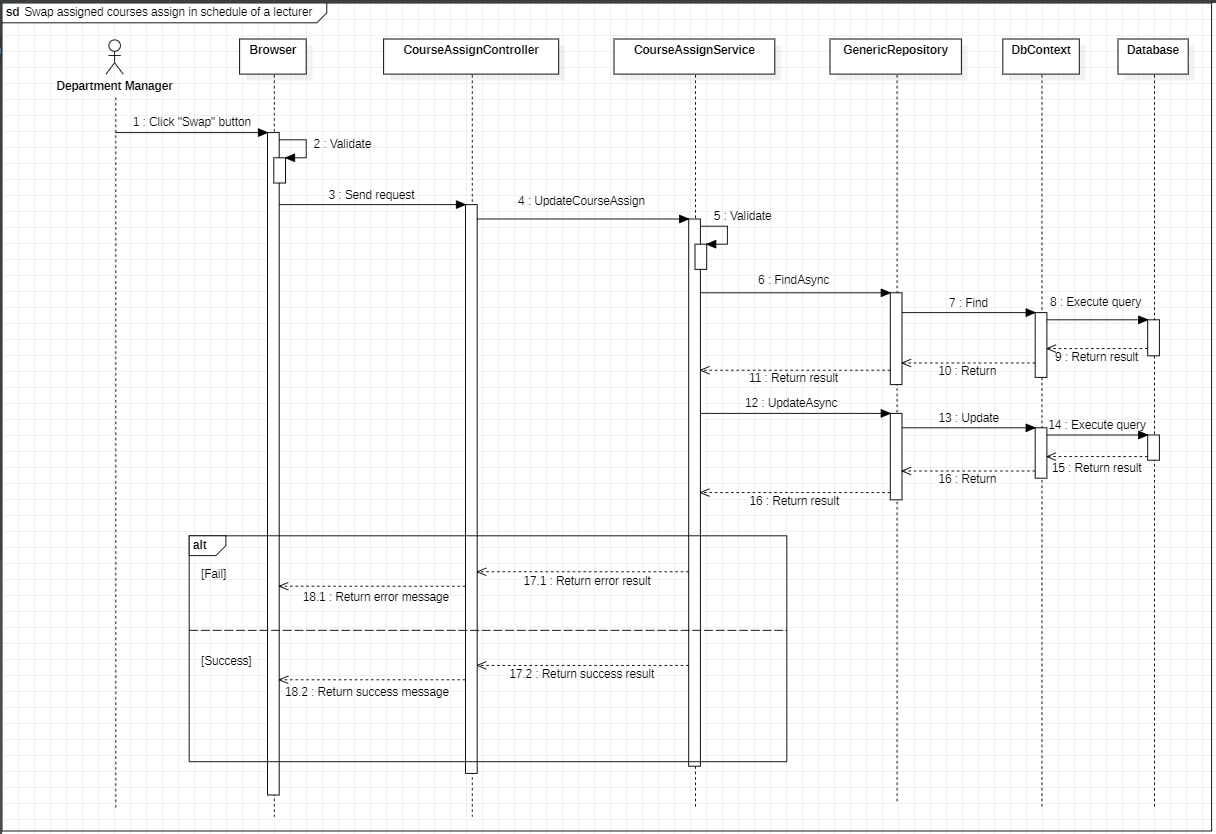 sd Swap assigned courses assign in schedule of a lecturer
Browser
CourseAssignController
CourseAssignService
GenericRepository
DbContext
Database
Department Manager
1 : Click "Swap" button
2 : Validate
3 : Send request
4 : UpdateCourseAssign
5 : Validate
6 : FindAsync
7 : Find
8 : Execute query
9 : Return result
10 : Return
11 : Return result
12 : UpdateAsync
13 : Update
14 : Execute query
15 : Return result
16 : Return
16 : Return result
alt
[Fail]
17.1 : Return error result
18.1 : Return error message
[Success]
17.2 : Return success result
18.2 : Return success message